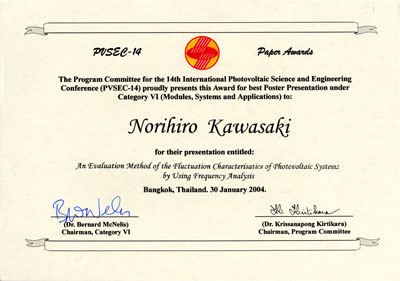 PVSEC-14 Paper Awards
The Program Committee for the 14th International Photovoltaic Science and Engineering
Conference (PVSEC-14) proudly presents this Award for best Poster Presentation under
Category VI (Modules, Systems and Applications) to:
Norihiro Kawasaki
for their presentation entitled:
An Evaluation Method of the Fluctuation Characterisatics of Photovoltaic Systems
by Using Frequency Analysis
Bangkok, Thailand. 30 January 2004.
(Dr. Bernard McNelis) (Dr. Krissanapong Kirtikara)
Chairman, Category VI Chairman, Program Committee